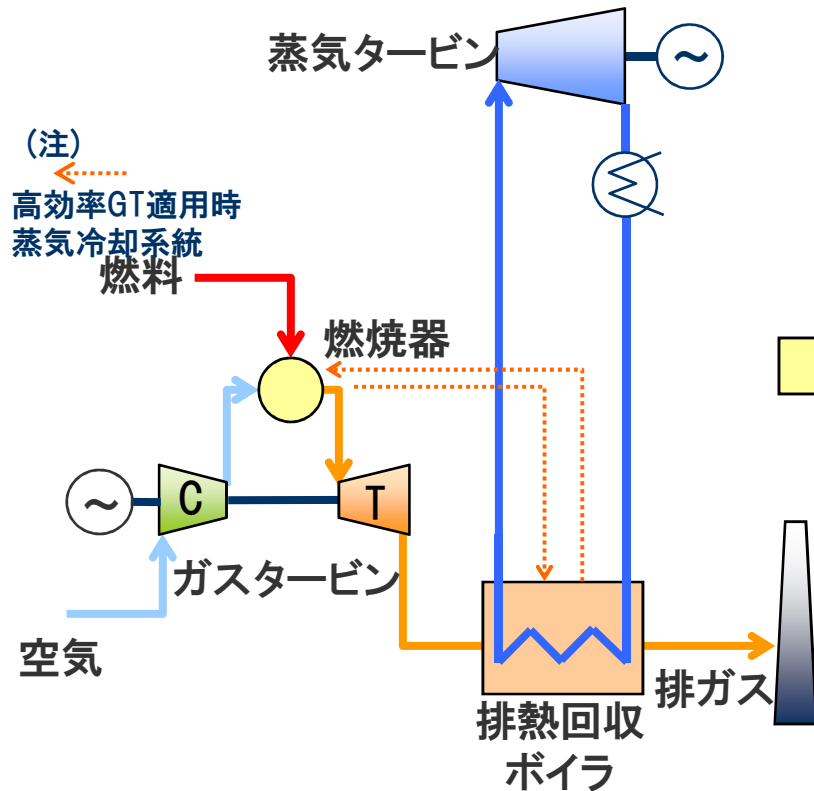 蒸気タービン
～
(注)
高効率GT適用時
蒸気冷却系統
燃料
燃焼器
～
C
T
ガスタービン
空気
排ガス
排熱回収
ボイラ